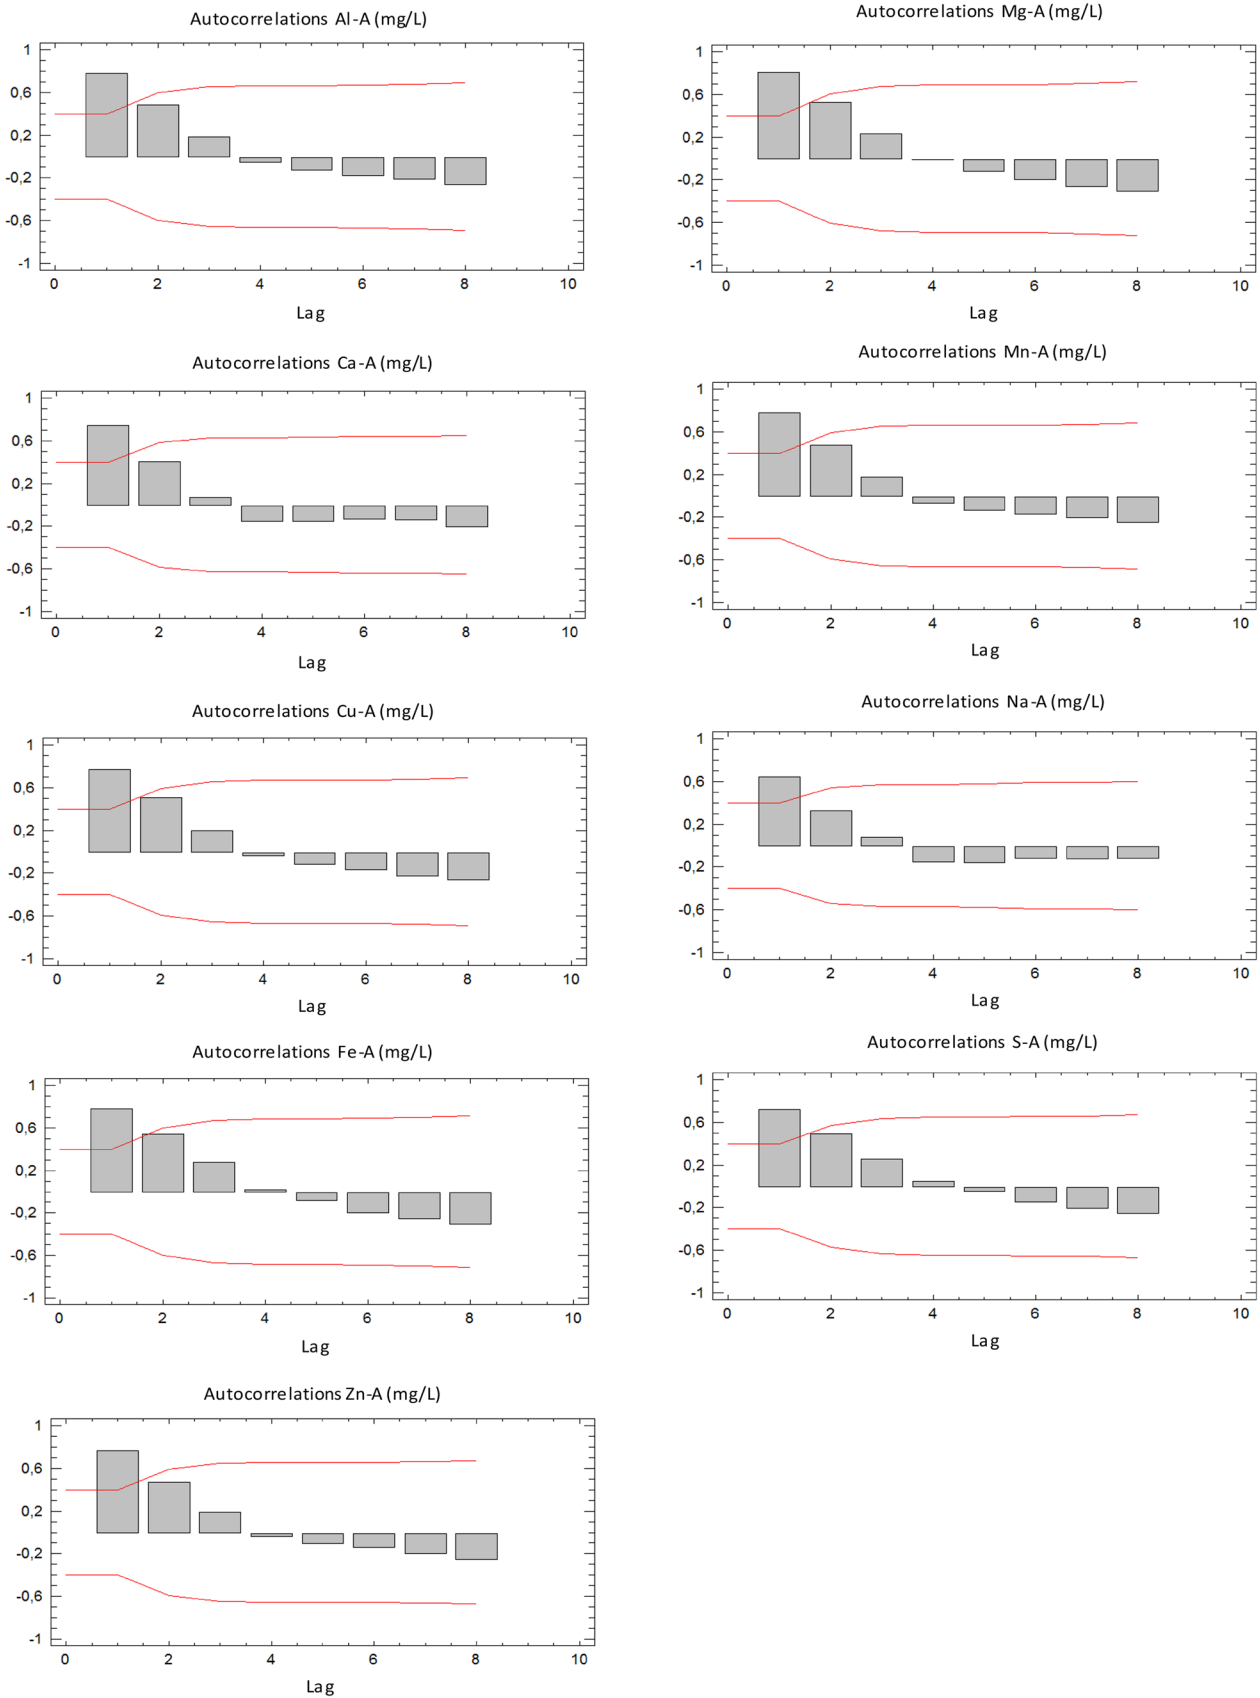 Autocorrelations Al-A (mg/L)
1
0,6
0,2
-0,2
-0,6
-1
0 2 4 6 8 10
Lag
Autocorrelations Mg-A (mg/L)
1
0,6
0,2
-0,2
-0,6
-1
0 2 4 6 8 10
Lag
Autocorrelations Ca-A (mg/L)
1
0,6
0,2
-0,2
-0,6
-1
0 2 4 6 8 10
Lag
Autocorrelations Mn-A (mg/L)
1
0,6
0,2
-0,2
-0,6
-1
0 2 4 6 8 10
Lag
Autocorrelations Cu-A (mg/L)
1
0,6
0,2
-0,2
-0,6
-1
0 2 4 6 8 10
Lag
Autocorrelations Na-A (mg/L)
1
0,6
0,2
-0,2
-0,6
-1
0 2 4 6 8 10
Lag
Autocorrelations Fe-A (mg/L)
1
0,6
0,2
-0,2
-0,6
-1
0 2 4 6 8 10
Lag
Autocorrelations S-A (mg/L)
1
0,6
0,2
-0,2
-0,6
-1
0 2 4 6 8 10
Lag
Autocorrelations Zn-A (mg/L)
1
0,6
0,2
-0,2
-0,6
-1
0 2 4 6 8 10
Lag